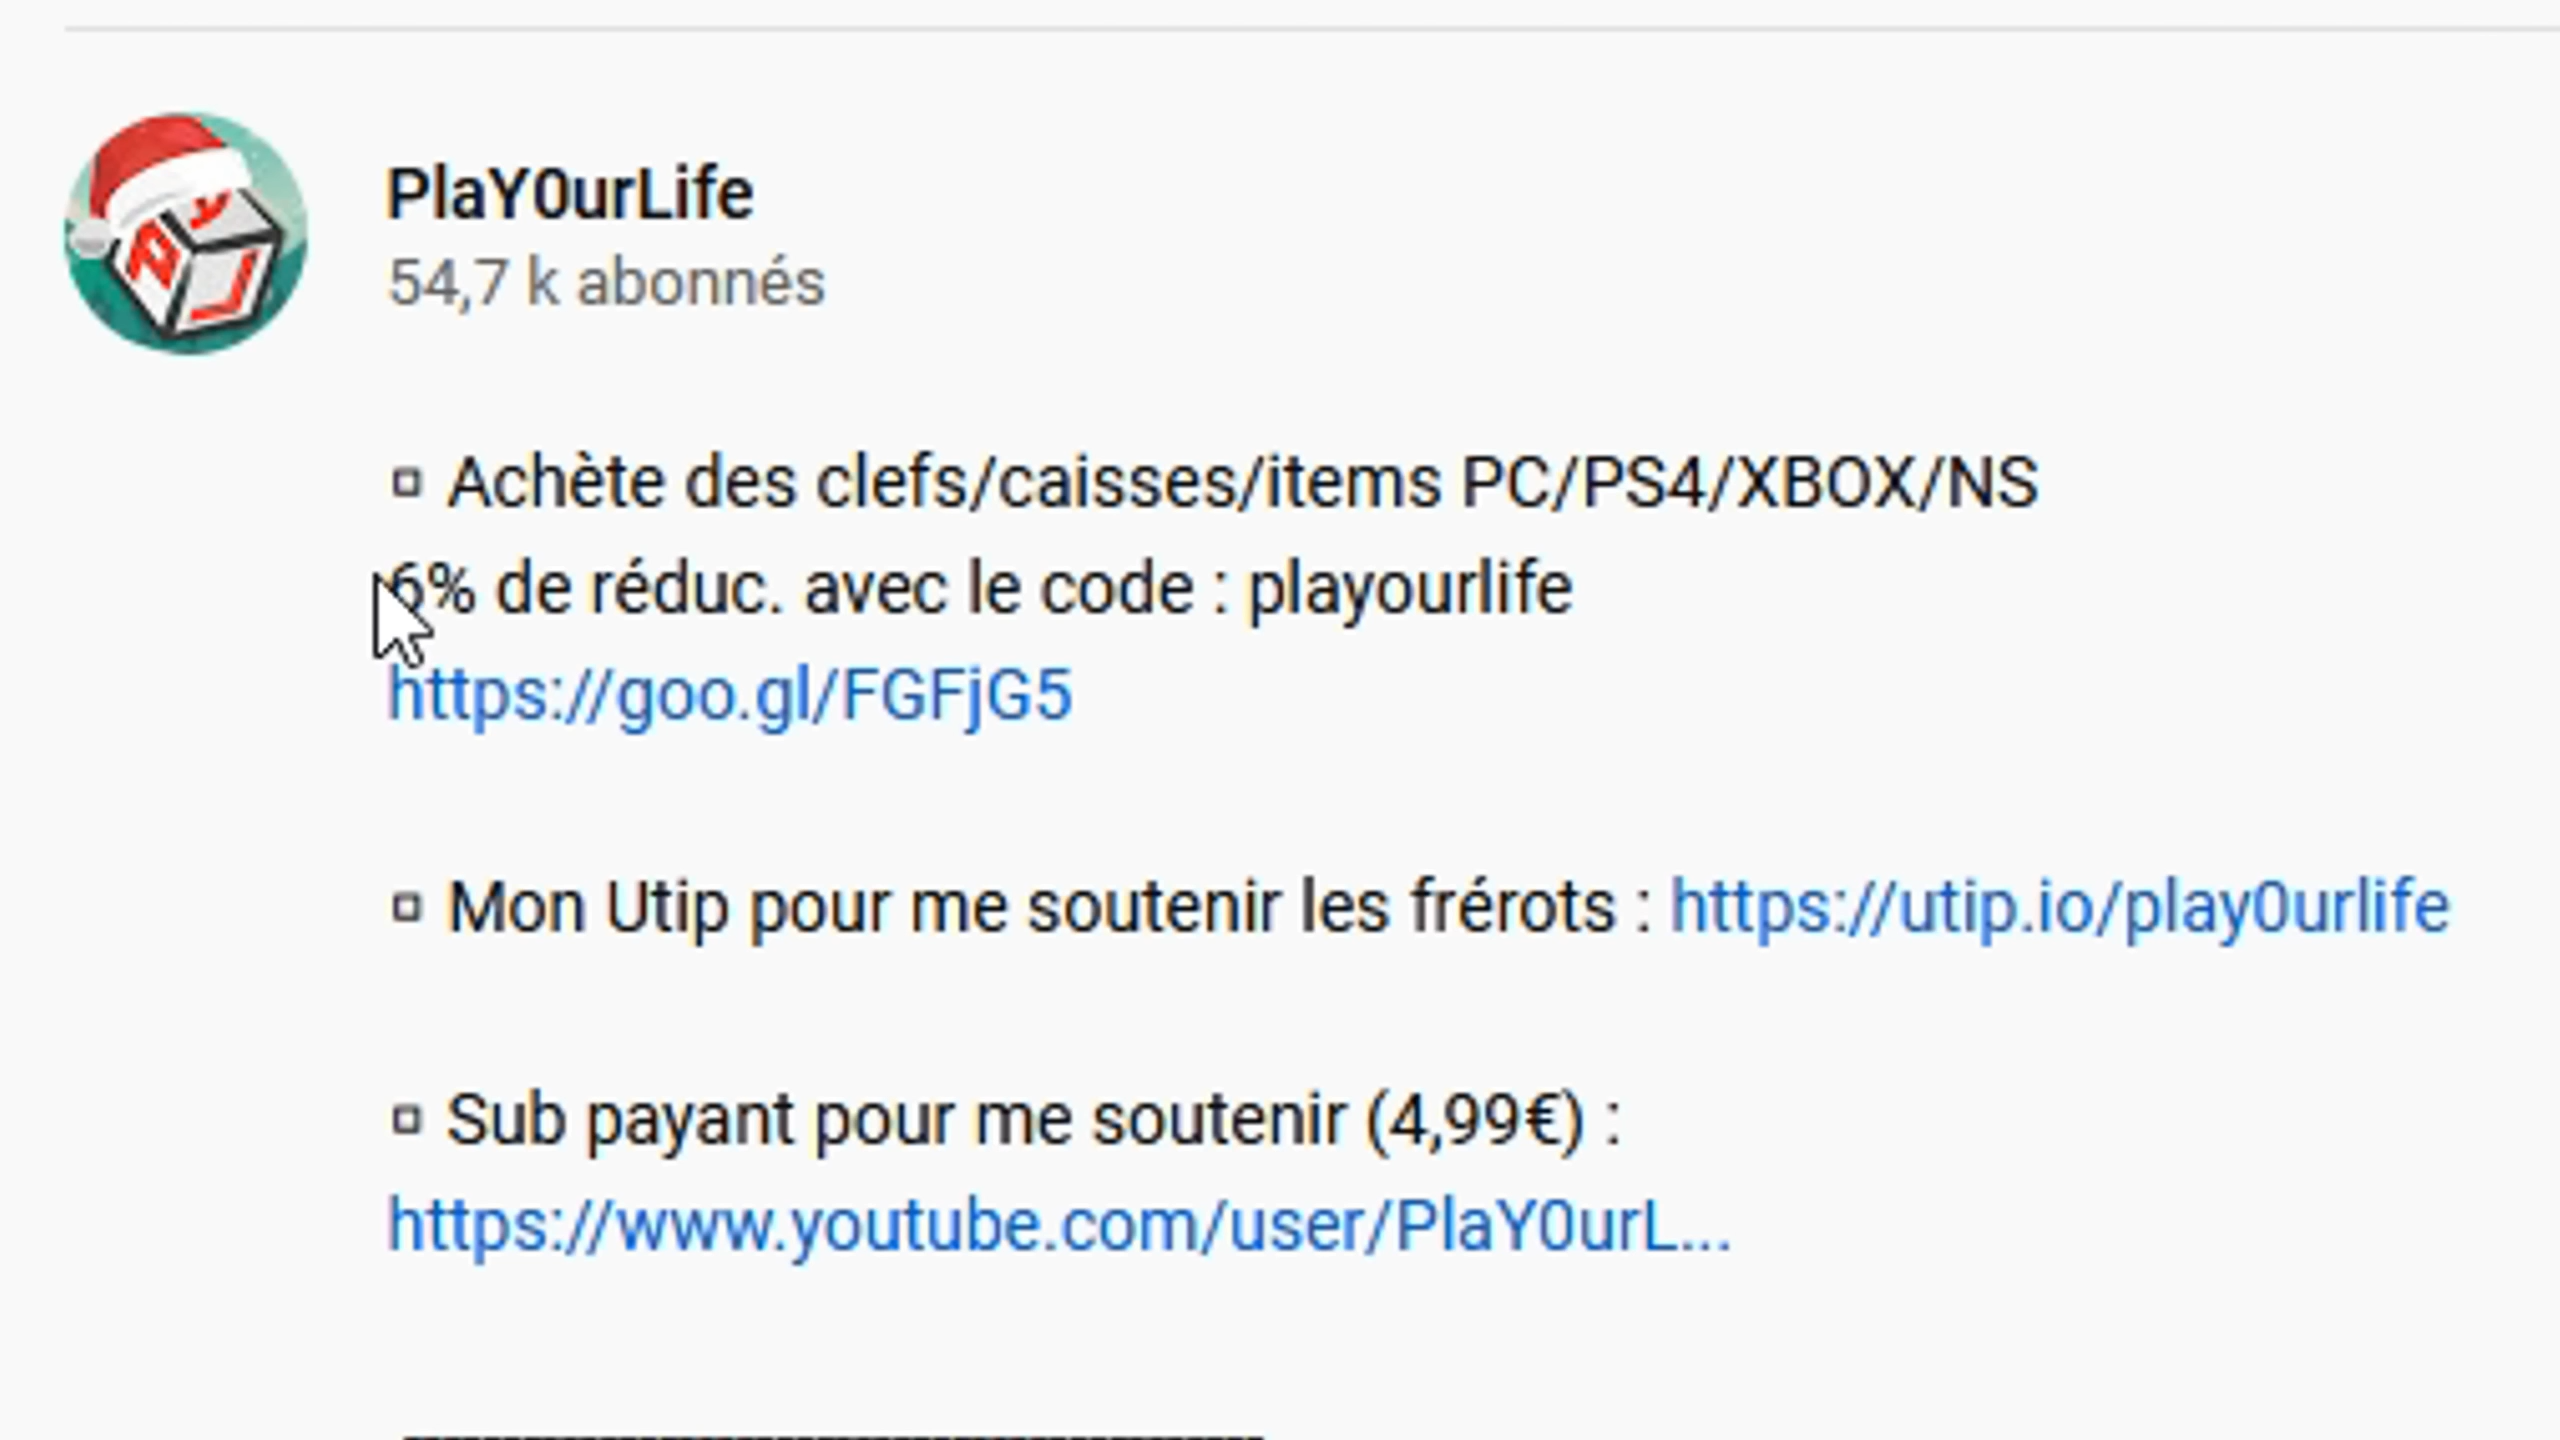 PlaY0urLife
54,7 k abonnés
▫ Achète des clefs/caisses/items PC/PS4/XBOX/NS
6% de réduc. avec le code : playourlife
https://goo.gl/FGFjG5
▫ Mon Utip pour me soutenir les frérots : https://utip.io/play0urlife
▫ Sub payant pour me soutenir (4,99€) :
https://www.youtube.com/user/PlaY0urL...